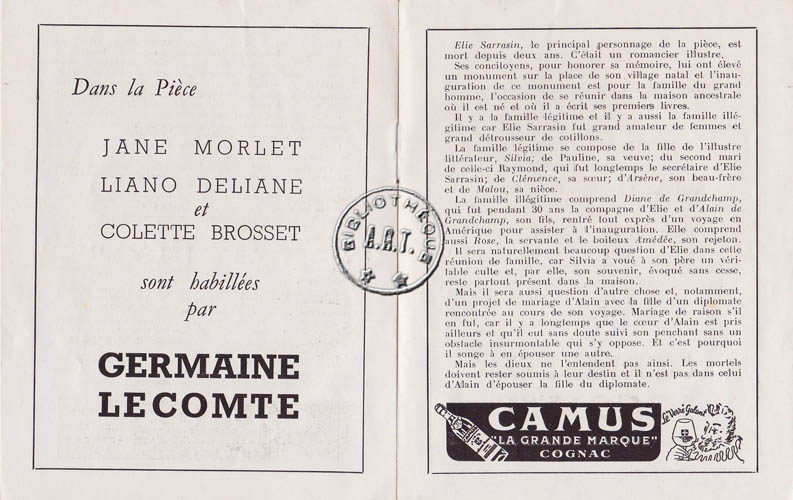 Dans la Pièce
JANE MORLET
LIANO DELIANE
et
COLETTE BROSSET
sont habillées
par
GERMAINE
LECOMTE
BIBLIOTHÈQUE
A.R.T.
Elie Sarrasin, le principal personnage de la pièce, est
mort depuis deux ans. C'était un romancier illustre.
Ses concitoyens, pour honorer sa mémoire, lui ont élevé
un monument sur la place de son village natal et l'inau-
guration de ce monument est pour la famille du grand
homme, l'occasion de se réunir dans la maison ancestrale
où il est né et où il a écrit ses premiers livres.
Il y a la famille légitime et il y a aussi la famille illé-
gitime car Elie Sarrasin fut grand amateur de femmes et
grand détrousseur de cotillons.
La famille légitime se compose de la fille de l'illustre
littérateur, Silvia; de Pauline, sa veuve; du second mari
de celle-ci Raymond, qui fut longtemps le secrétaire d'Elie
Sarrasin; de Clémence, sa sœur; d'Arsène, son beau-frère
et de Malou, sa nièce.
La famille illégitime comprend Diane de Grandchamp,
qui fut pendant 30 ans la compagne d'Elie et d'Alain de
Grandchamp, son fils, rentré tout exprès d'un voyage en
Amérique pour assister à l'inauguration. Elle comprend
aussi Rose, la servante et le boiteux Amédée, son rejeton.
Il sera naturellement beaucoup question d'Elie dans cette
réunion de famille, car Silvia a voué à son père un véri-
table culte et, par elle, son souvenir, évoqué sans cesse,
reste partout présent dans la maison.
Mais il sera aussi question d'autre chose et, notamment,
d'un projet de mariage d'Alain avec la fille d'un diplomate
rencontrée au cours de son voyage. Mariage de raison s'il
en fut, car il y a longtemps que le cœur d'Alain est pris
ailleurs et qu'il eut sans doute suivi son penchant sans un
obstacle insurmontable qui s'y oppose. Et c'est pourquoi
il songe à en épouser une autre.
Mais les dieux ne l'entendent pas ainsi. Les mortels
doivent rester soumis à leur destin et il n'est pas dans celui
d'Alain d'épouser la fille du diplomate.
CAMUS
"LA GRANDE MARQUE"
COGNAC
Le Verre Galant